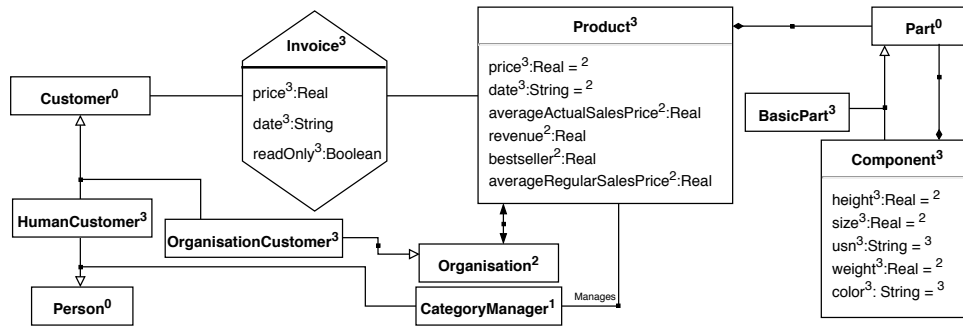 Customer⁰
HumanCustomer³
Person⁰
Invoice³
price³:Real
date³:String
readOnly³:Boolean
OrganisationCustomer³
Product³
price³:Real = ²
date³:String = ²
averageActualSalesPrice²:Real
revenue²:Real
bestseller²:Real
averageRegularSalesPrice²:Real
Organisation²
CategoryManager¹
Manages
Part⁰
BasicPart³
Component³
height³:Real = ²
size³:Real = ²
usn³:String = ³
weight³:Real = ²
color³: String = ³